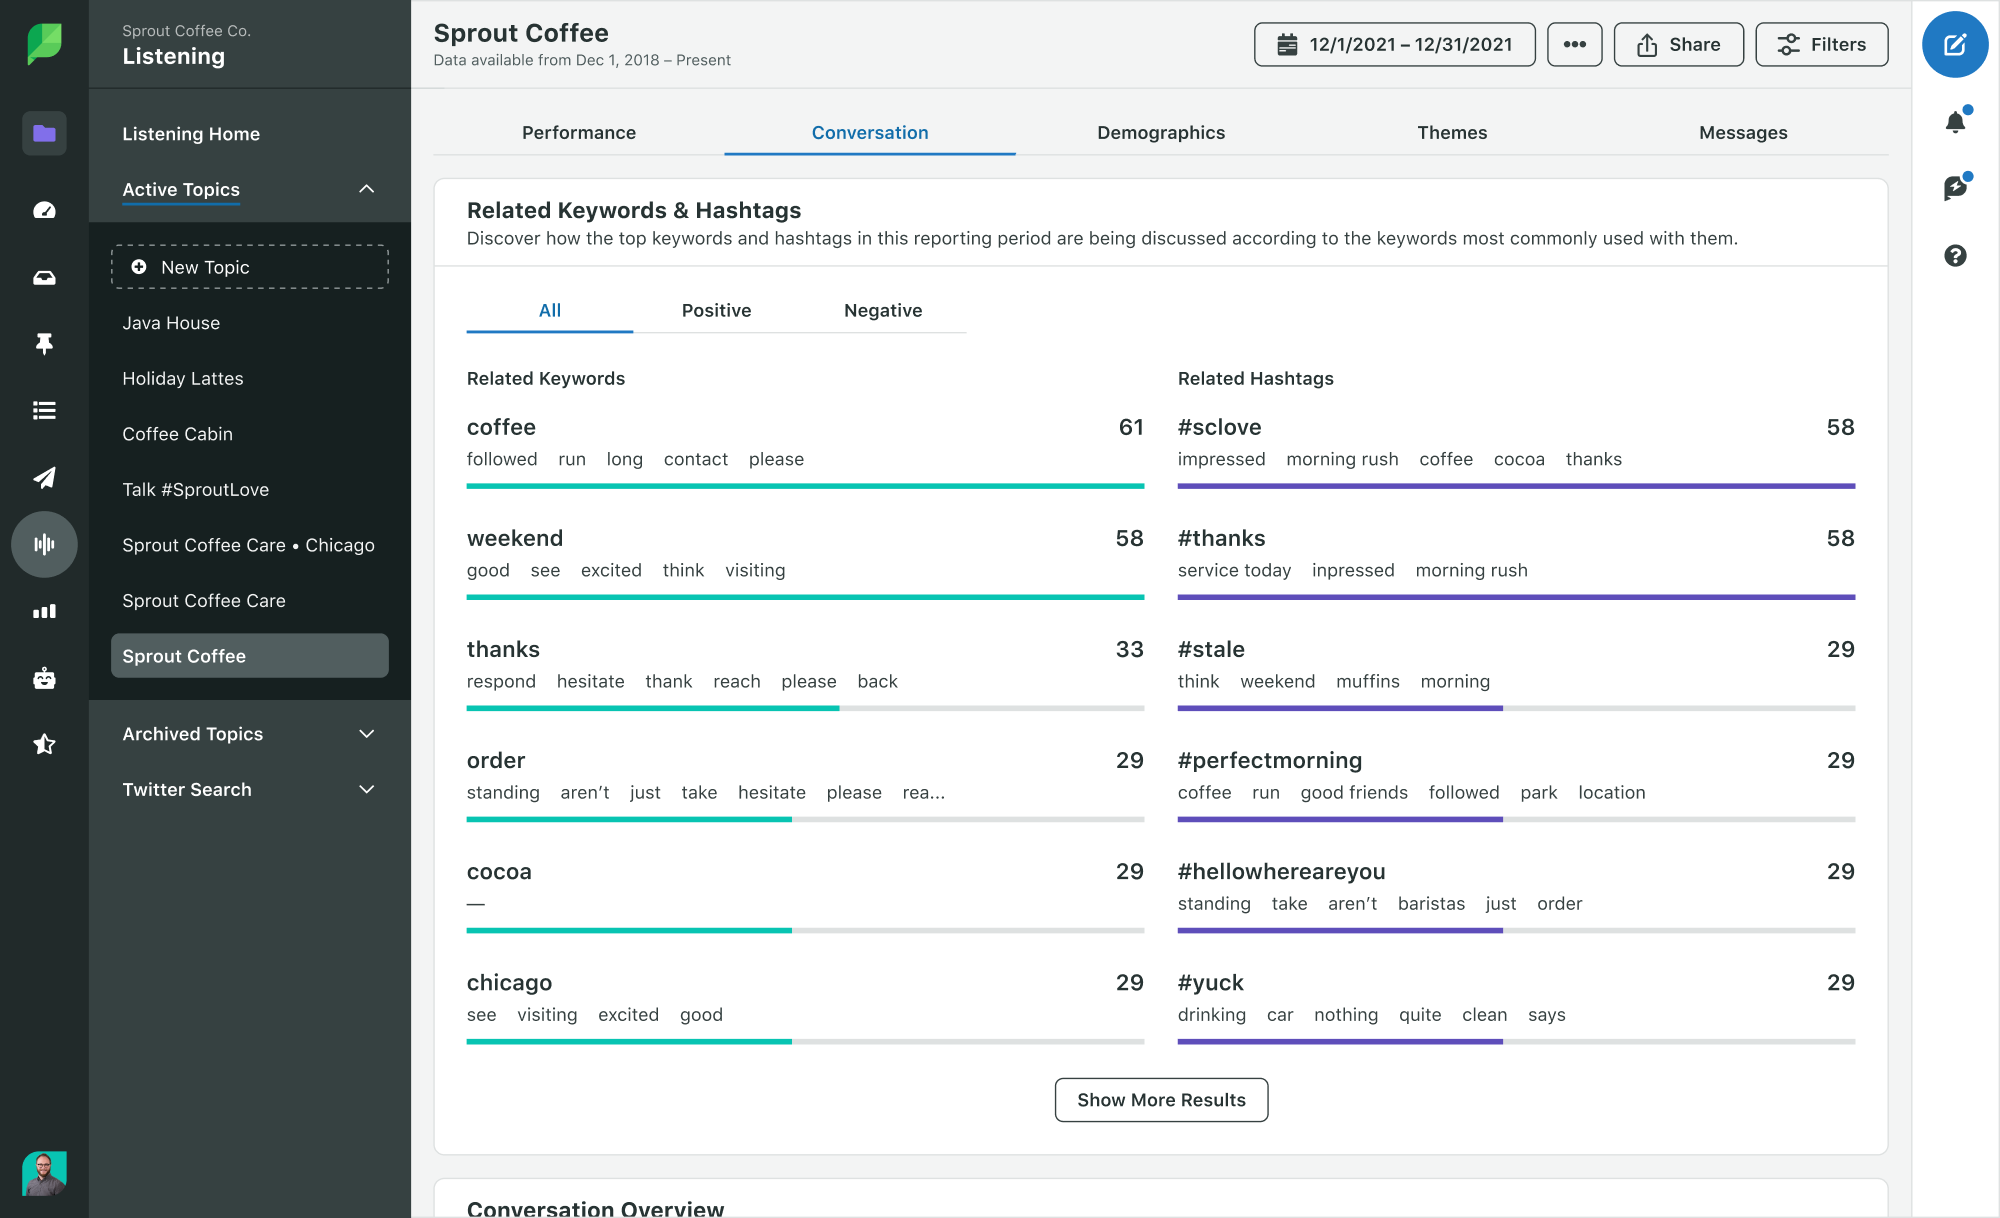 Sprout Coffee Co.
Listening
Listening Home
Active Topics
New Topic
Java House
Holiday Lattes
Coffee Cabin
Talk #SproutLove
Sprout Coffee Care • Chicago
Sprout Coffee Care
Sprout Coffee
Archived Topics
Twitter Search
Sprout Coffee
Data available from Dec 1, 2018 – Present
12/1/2021 – 12/31/2021
Share
Filters
Performance
Conversation
Demographics
Themes
Messages
Related Keywords & Hashtags
Discover how the top keywords and hashtags in this reporting period are being discussed according to the keywords most commonly used with them.
All
Positive
Negative
Related Keywords
coffee 61
followed run long contact please
weekend 58
good see excited think visiting
thanks 33
respond hesitate thank reach please back
order 29
standing aren’t just take hesitate please rea...
cocoa 29
—
chicago 29
see visiting excited good
Related Hashtags
#sclove 58
impressed morning rush coffee cocoa thanks
#thanks 58
service today inpressed morning rush
#stale 29
think weekend muffins morning
#perfectmorning 29
coffee run good friends followed park location
#hellowhereareyou 29
standing take aren’t baristas just order
#yuck 29
drinking car nothing quite clean says
Show More Results
Conversation Overview